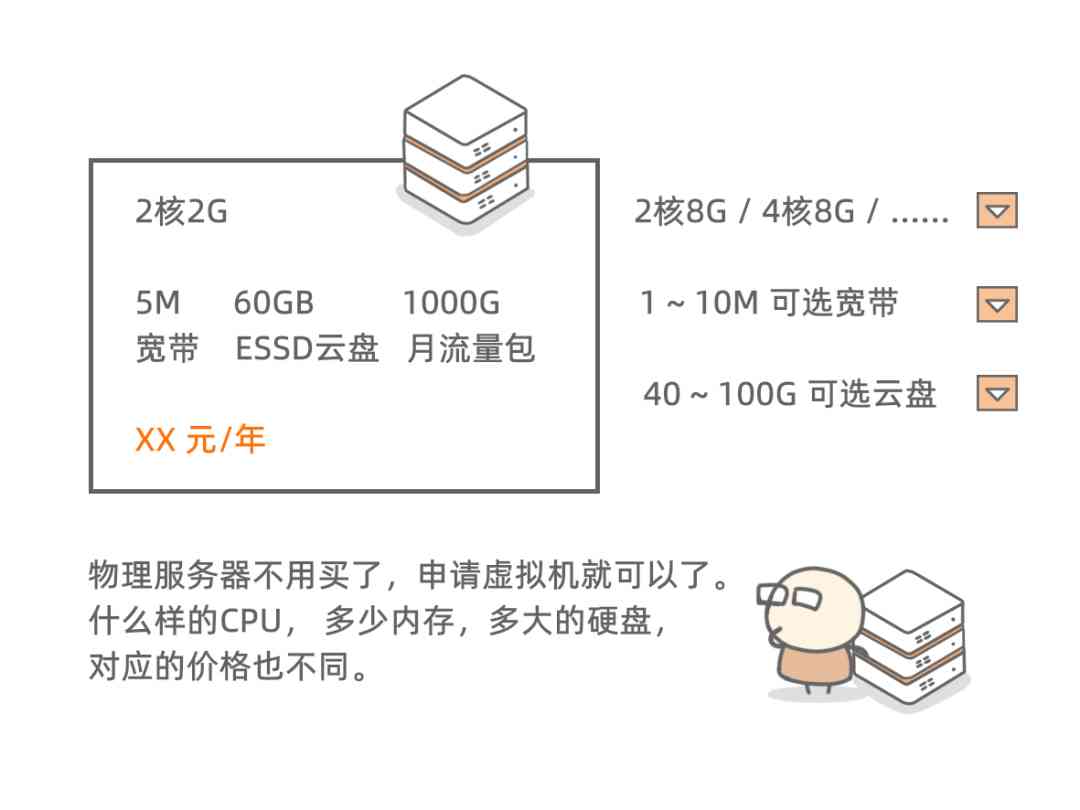 2核2G
2核8G / 4核8G / ......
5M 60GB 1000G
1 ~ 10M 可选宽带
宽带 ESSD云盘 月流量包
40 ~ 100G 可选云盘
XX 元/年
物理服务器不用买了，申请虚拟机就可以了。
什么样的CPU， 多少内存，多大的硬盘，
对应的价格也不同。